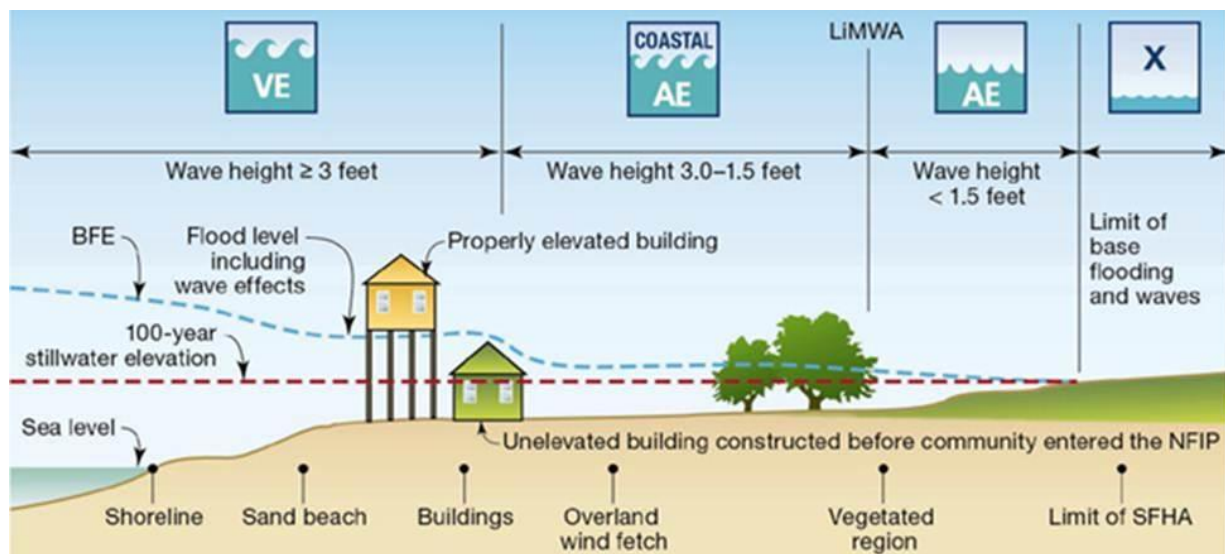 VE
COASTAL
AE
LiMWA
AE
X
Wave height ≥ 3 feet
Wave height 3.0–1.5 feet
Wave height
< 1.5 feet
BFE
Flood level
including
wave effects
Properly elevated building
Limit of
base
flooding
and waves
100-year
stillwater elevation
Sea level
Unelevated building constructed before community entered the NFIP
Shoreline
Sand beach
Buildings
Overland
wind fetch
Vegetated
region
Limit of SFHA